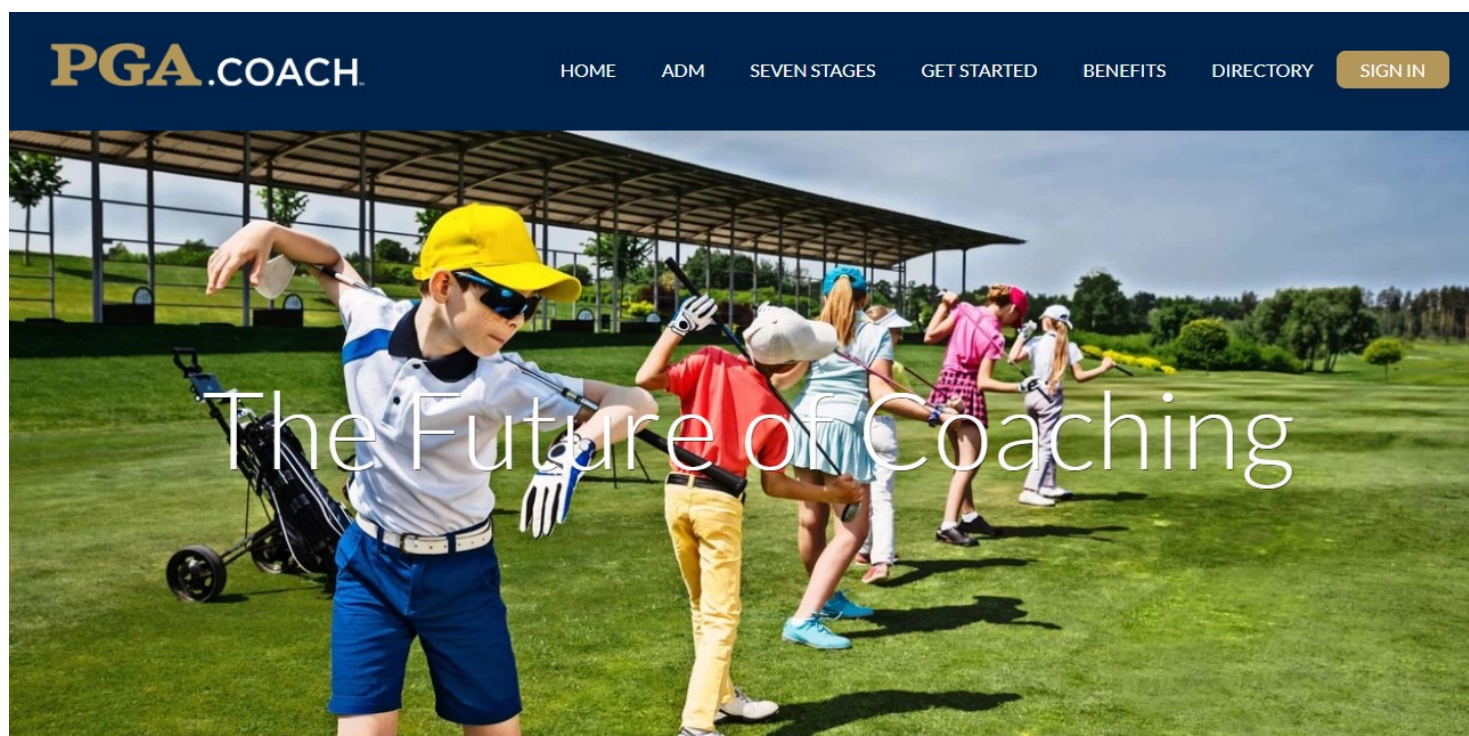 PGA.COACH
HOME ADM SEVEN STAGES GET STARTED BENEFITS DIRECTORY SIGN IN
The Future of Coaching